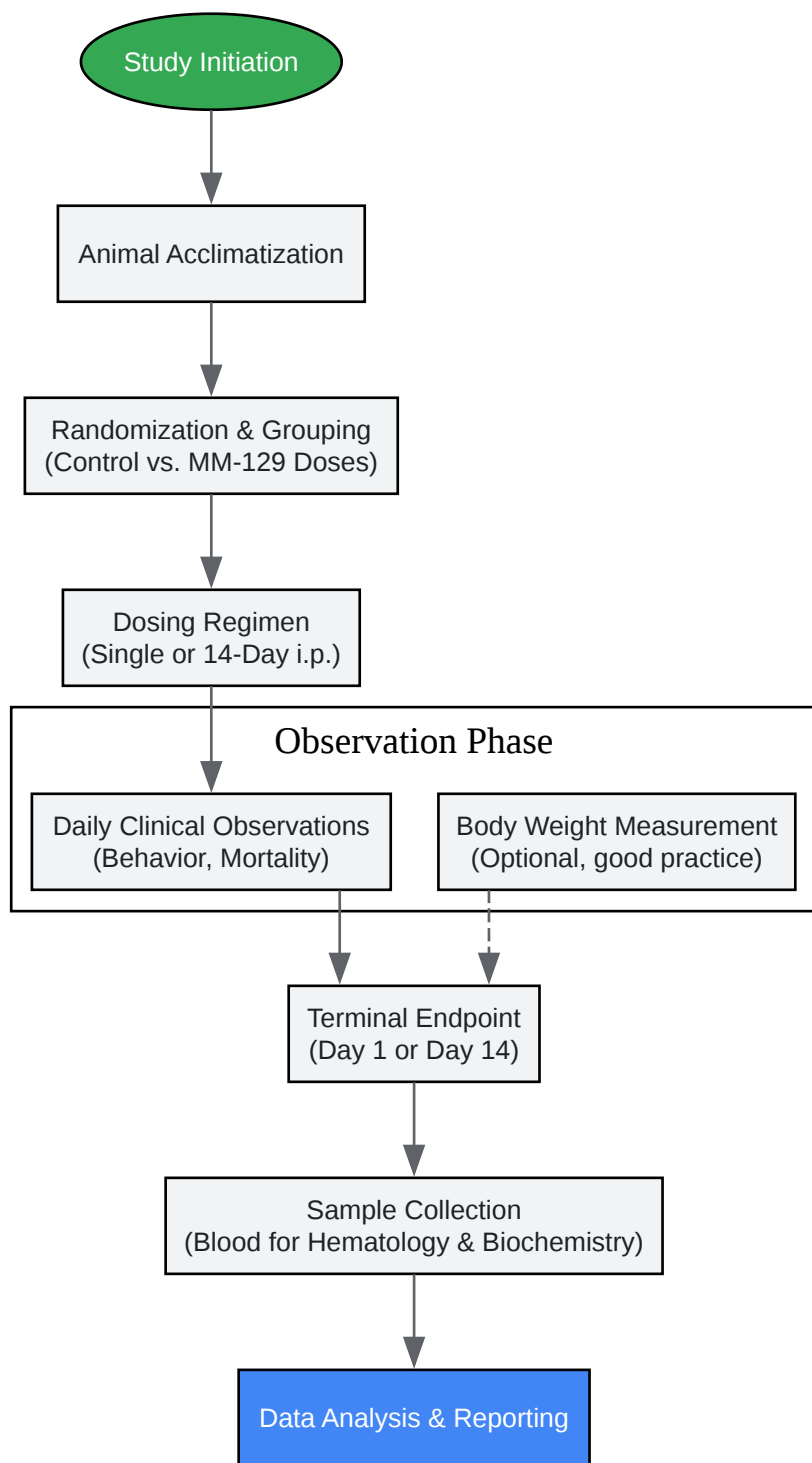 Study Initiation
Animal Acclimatization
Randomization & Grouping
(Control vs. MM-129 Doses)
Dosing Regimen
(Single or 14-Day i.p.)
Observation Phase
Daily Clinical Observations
(Behavior, Mortality)
Body Weight Measurement
(Optional, good practice)
Terminal Endpoint
(Day 1 or Day 14)
Sample Collection
(Blood for Hematology & Biochemistry)
Data Analysis & Reporting